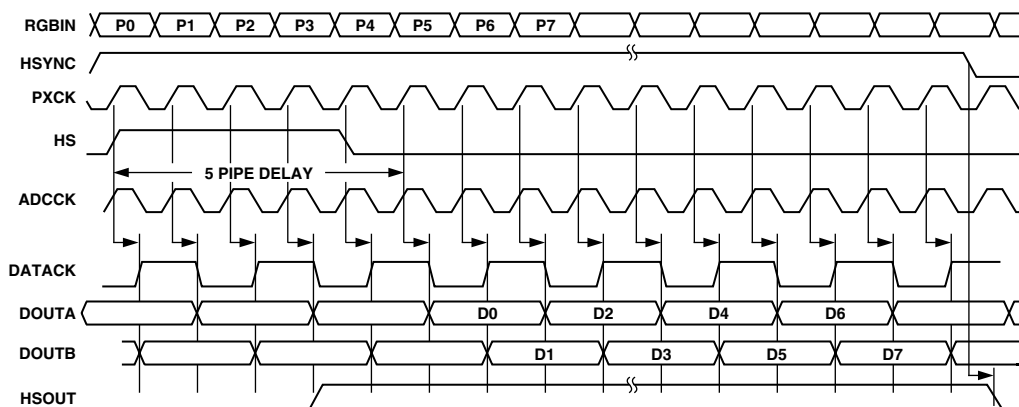 RGBIN P0 P1 P2 P3 P4 P5 P6 P7
HSYNC
PXCK
HS
5 PIPE DELAY
ADCCK
DATACK
DOUTA D0 D2 D4 D6
DOUTB D1 D3 D5 D7
HSOUT